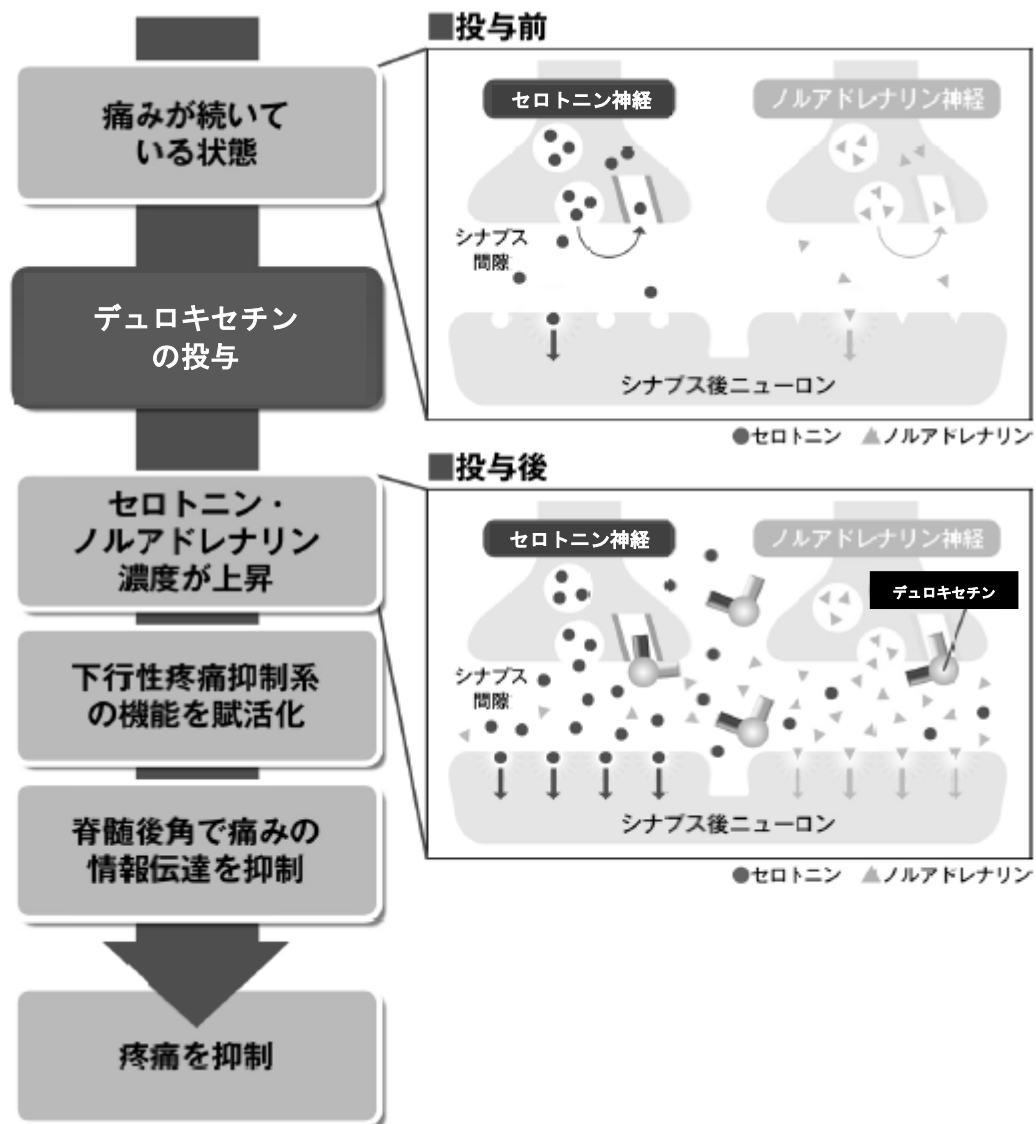 痛みが続いて
いる状態
デュロキセチン
の投与
セロトニン・
ノルアドレナリン
濃度が上昇
下行性疼痛抑制系
の機能を賦活化
脊髄後角で痛みの
情報伝達を抑制
疼痛を抑制
■投与前
セロトニン神経
ノルアドレナリン神経
シナプス
間隙
シナプス後ニューロン
●セロトニン ▲ノルアドレナリン
■投与後
セロトニン神経
ノルアドレナリン神経
デュロキセチン
シナプス
間隙
シナプス後ニューロン
●セロトニン ▲ノルアドレナリン